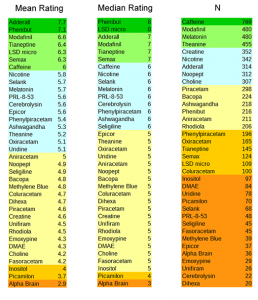 Mean Rating Median Rating N
Adderall 7.7 Phenibut 8 Caffeine 768
Phenibut 7.1 LSD micro 8 Modafinil 480
Modafinil 6.6 Adderall 7 Melatonin 480
Tianeptine 6.4 Modafinil 7 Theanine 455
LSD micro 6.3 Tianeptine 7 Creatine 352
Semax 6.3 Semax 7 Nicotine 342
Caffeine 6 Caffeine 6 Adderall 314
Nicotine 5.8 Nicotine 6 Noopept 312
Selank 5.7 Selank 6 Choline 307
Melatonin 5.7 Melatonin 6 Piracetam 298
PRL-8-53 5.6 PRL-8-53 6 Bacopa 224
Cerebrolysin 5.6 Cerebrolysin 6 Ashwagandha 218
Epicor 5.6 Phenylpiracetam 6 Phenibut 216
Phenylpiracetam 5.4 Ashwagandha 6 Aniracetam 211
Ashwagandha 5.3 Seligiline 6 Rhodiola 206
Theanine 5.2 Epicor 5 Phenylpiracetam 196
Oxiracetam 5.1 Theanine 5 Oxiracetam 165
Uridine 5.1 Oxiracetam 5 Tianeptine 145
Aniracetam 5 Uridine 5 Semax 124
Noopept 4.9 Aniracetam 5 LSD micro 109
Seligiline 4.9 Noopept 5 Coluracetam 100
Bacopa 4.8 Bacopa 5 Inositol 97
Methylene Blue 4.8 Methylene Blue 5 DMAE 84
Coluracetam 4.7 Coluracetam 5 Uridine 78
Dihexa 4.7 Dihexa 5 Picamilon 70
Piracetam 4.6 Piracetam 5 Selank 68
Creatine 4.6 Creatine 5 PRL-8-53 48
Unifiram 4.5 Unifiram 5 Seligiline 45
Rhodiola 4.5 Rhodiola 5 Fasoracetam 45
Emoxypine 4.3 Emoxypine 5 Methylene Blue 38
DMAE 4.3 DMAE 5 Epicor 37
Choline 4.2 Choline 5 Alpha Brain 36
Fasoracetam 4.2 Fasoracetam 5 Emoxypine 28
Inositol 4 Inositol 5 Unifiram 26
Picamilon 3.7 Picamilon 4 Cerebrolysin 22
Alpha Brain 2.9 Alpha Brain 3 Dihexa 20